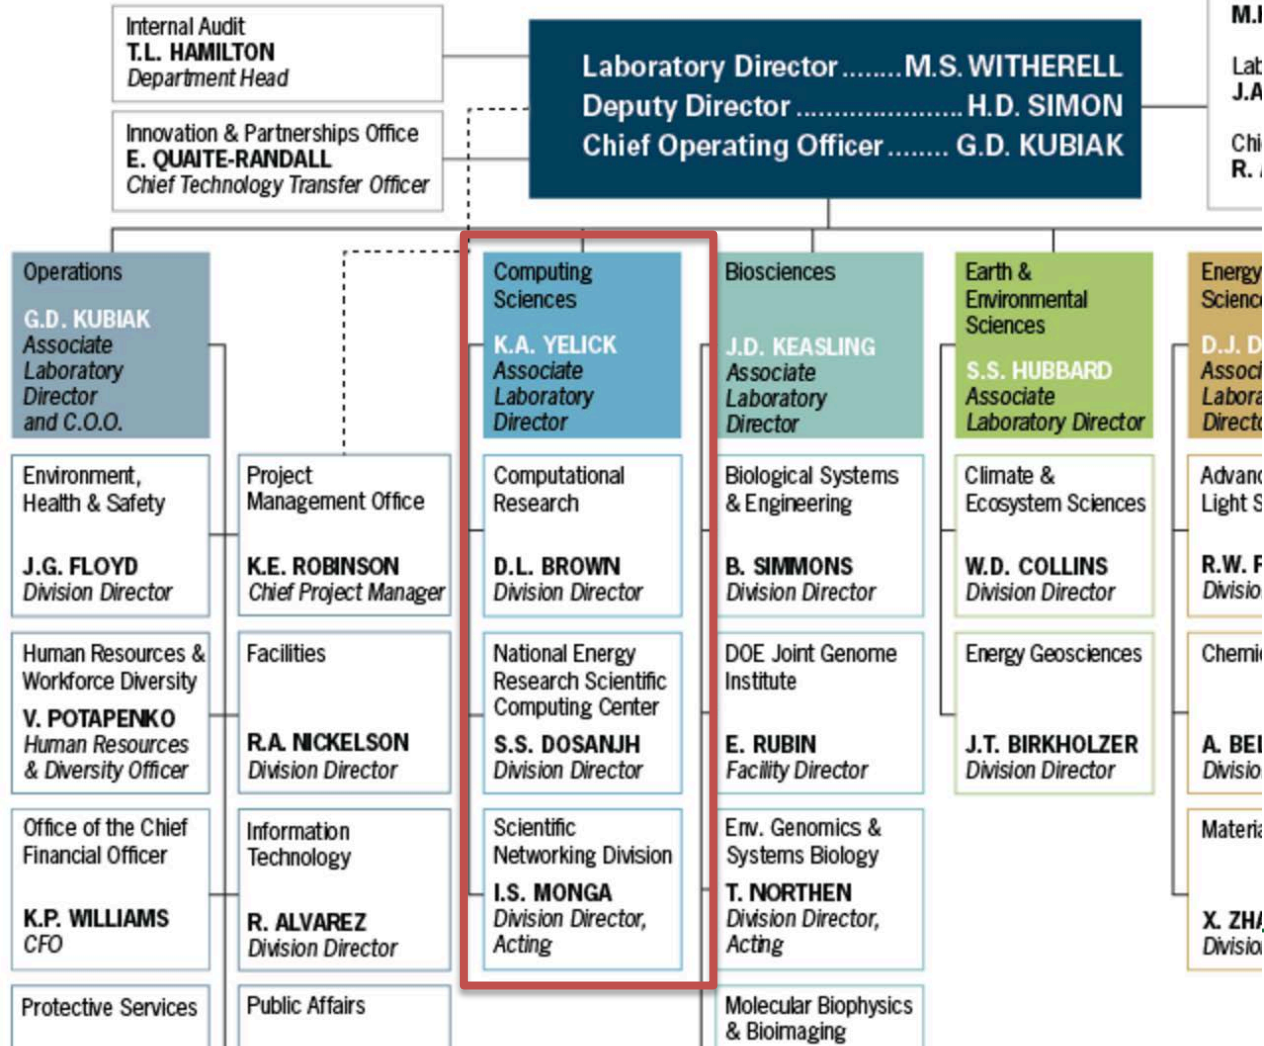 Internal Audit
T.L. HAMILTON
Department Head
Innovation & Partnerships Office
E. QUAITE-RANDALL
Chief Technology Transfer Officer
Laboratory Director........M.S. WITHERELL
Deputy Director ...................... H.D. SIMON
Chief Operating Officer........ G.D. KUBIAK
Operations
G.D. KUBIAK
Associate
Laboratory
Director
and C.O.O.
Environment,
Health & Safety
J.G. FLOYD
Division Director
Human Resources &
Workforce Diversity
V. POTAPENKO
Human Resources
& Diversity Officer
Office of the Chief
Financial Officer
K.P. WILLIAMS
CFO
Protective Services
Project
Management Office
K.E. ROBINSON
Chief Project Manager
Facilities
R.A. NICKELSON
Division Director
Information
Technology
R. ALVAREZ
Division Director
Public Affairs
Computing
Sciences
K.A. YELICK
Associate
Laboratory
Director
Computational
Research
D.L. BROWN
Division Director
National Energy
Research Scientific
Computing Center
S.S. DOSANJH
Division Director
Scientific
Networking Division
I.S. MONGA
Division Director,
Acting
Biosciences
J.D. KEASLING
Associate
Laboratory
Director
Biological Systems
& Engineering
B. SIMMONS
Division Director
DOE Joint Genome
Institute
E. RUBIN
Facility Director
Env. Genomics &
Systems Biology
T. NORTHEN
Division Director,
Acting
Molecular Biophysics
& Bioimaging
Earth &
Environmental
Sciences
S.S. HUBBARD
Associate
Laboratory Director
Climate &
Ecosystem Sciences
W.D. COLLINS
Division Director
Energy Geosciences
J.T. BIRKHOLZER
Division Director
Energy
D.J.
Light
R.W.
A.
X.
R.